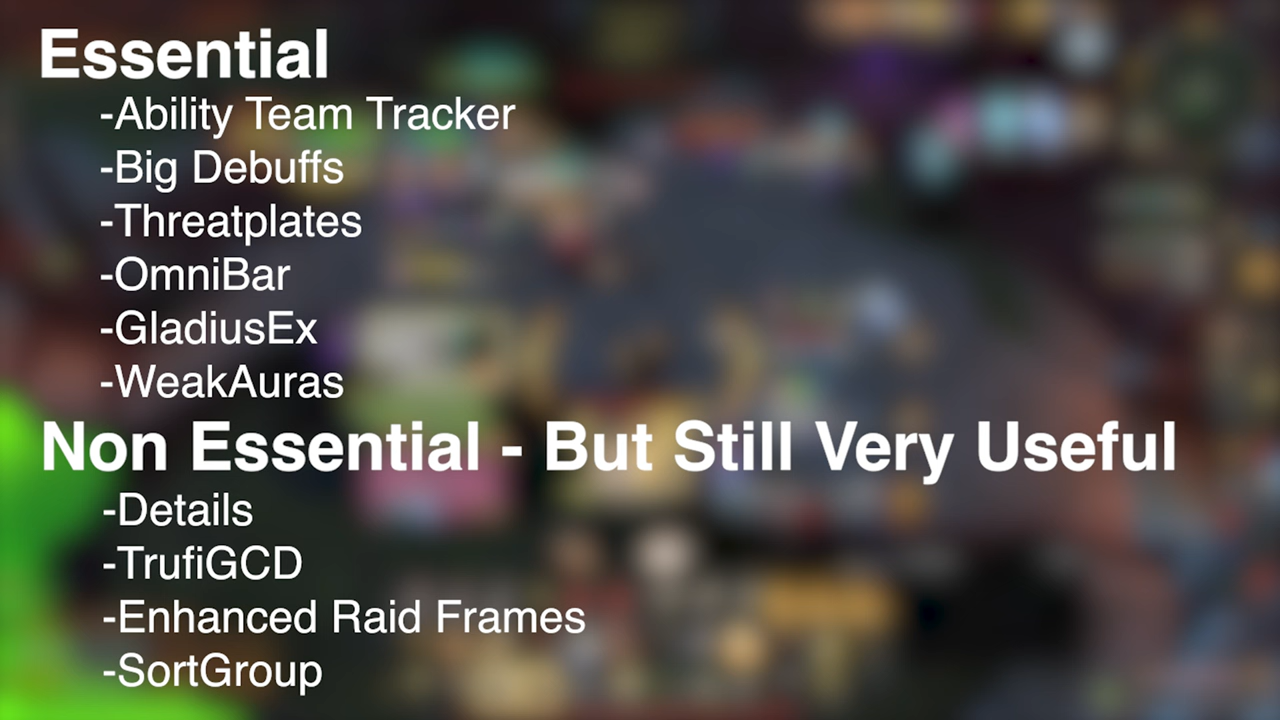 Essential
-Ability Team Tracker
-Big Debuffs
-Threatplates
-OmniBar
-GladiusEx
-WeakAuras
Non Essential - But Still Very Useful
-Details
-TrufiGCD
-Enhanced Raid Frames
-SortGroup